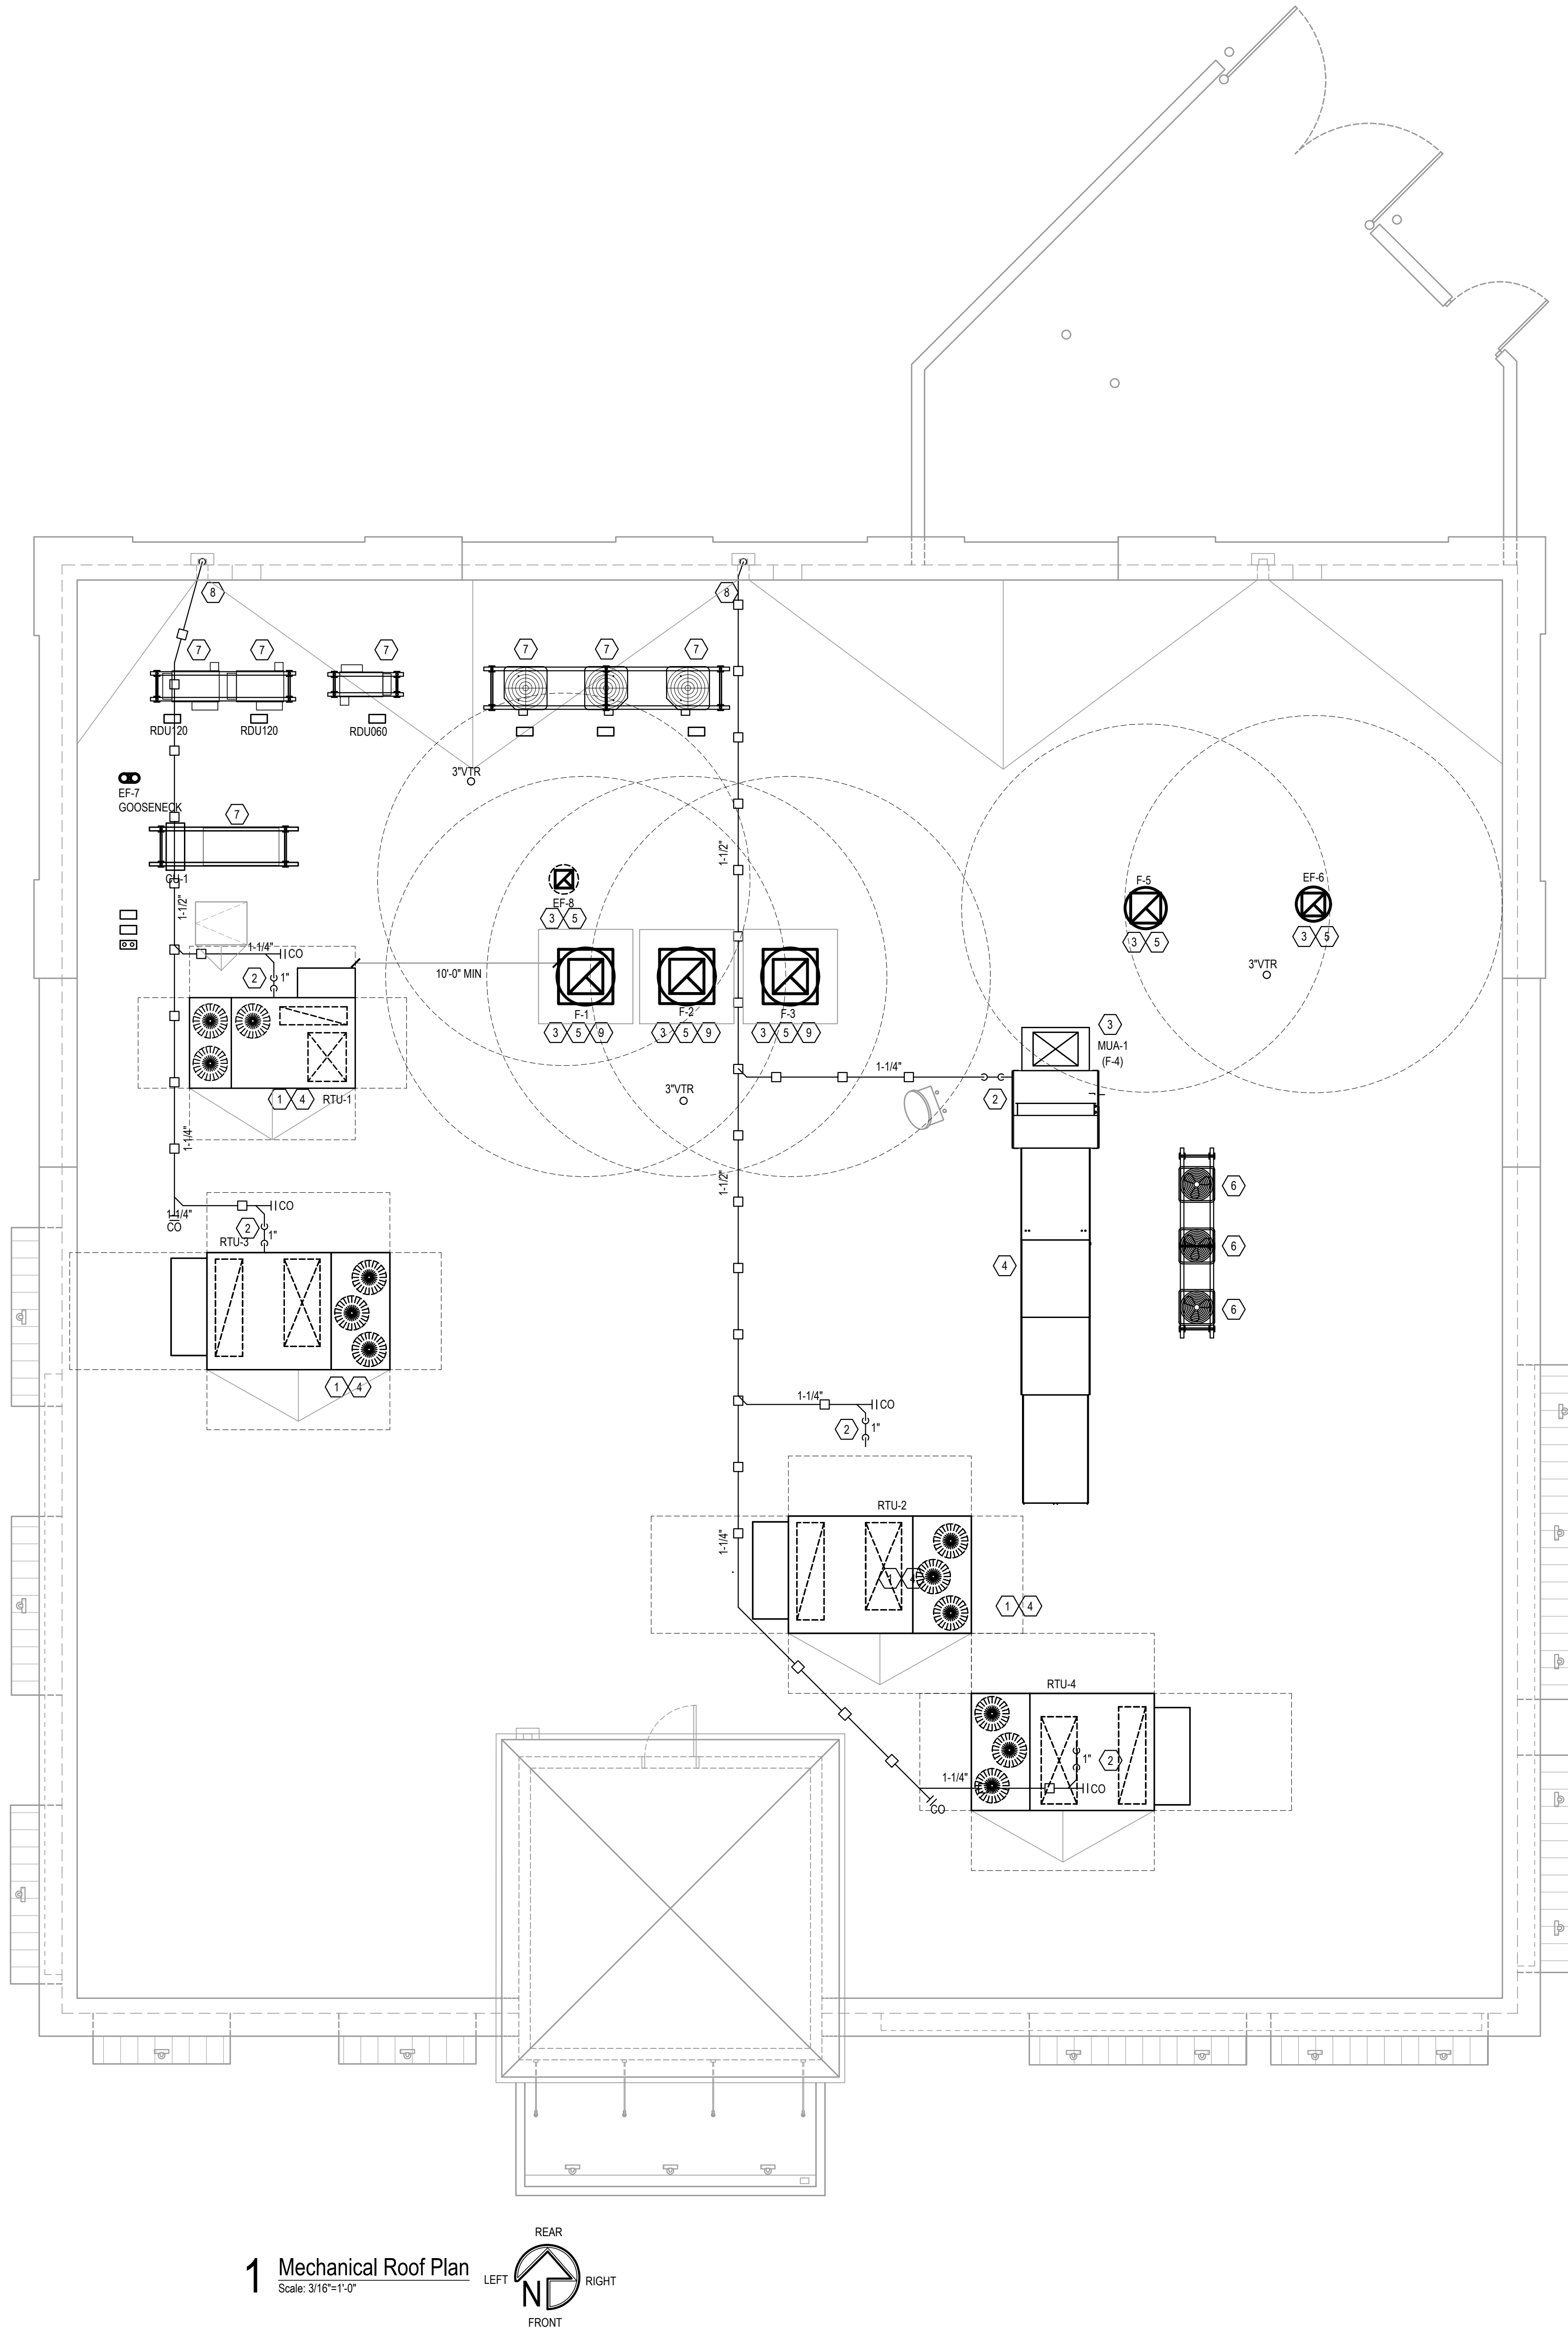 8
8
7
7
7
7
7
7
RDU120
RDU120
RDU060
3"VTR
EF-7
GOOSENECK
7
1-1/2"
CU-1
EF-8
3 5
F-5
3 5
EF-6
3 5
1-1/2"
1-1/4"
CO
2
1"
10'-0" MIN
3"VTR
F-1
3 5 9
F-2
3 5 9
F-3
3 5 9
3
MUA-1
(F-4)
1-1/4"
2
1 4
RTU-1
3"VTR
1-1/4"
1-1/2"
6
6
6
1-1/4"
CO
CO
2
1"
RTU-3
4
1 4
1-1/4"
CO
2
1"
RTU-2
1-1/4"
1 4
1 4
RTU-4
1-1/4"
1"
2
CO
CO
1 Mechanical Roof Plan
Scale: 3/16"=1'-0"
REAR
LEFT
N
RIGHT
FRONT